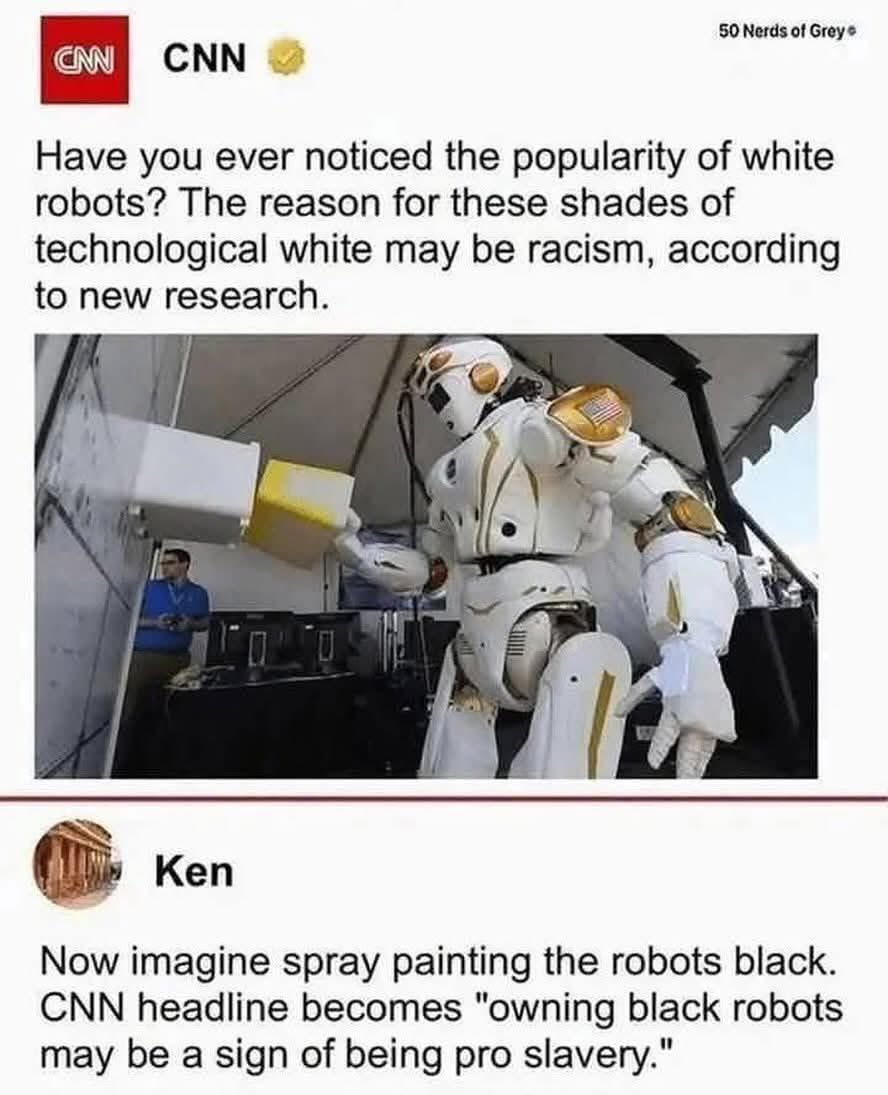 50 Nerds of Grey
CNN
CNN
Have you ever noticed the popularity of white
robots? The reason for these shades of
technological white may be racism, according
to new research.
Ken
Now imagine spray painting the robots black.
CNN headline becomes "owning black robots
may be a sign of being pro slavery."